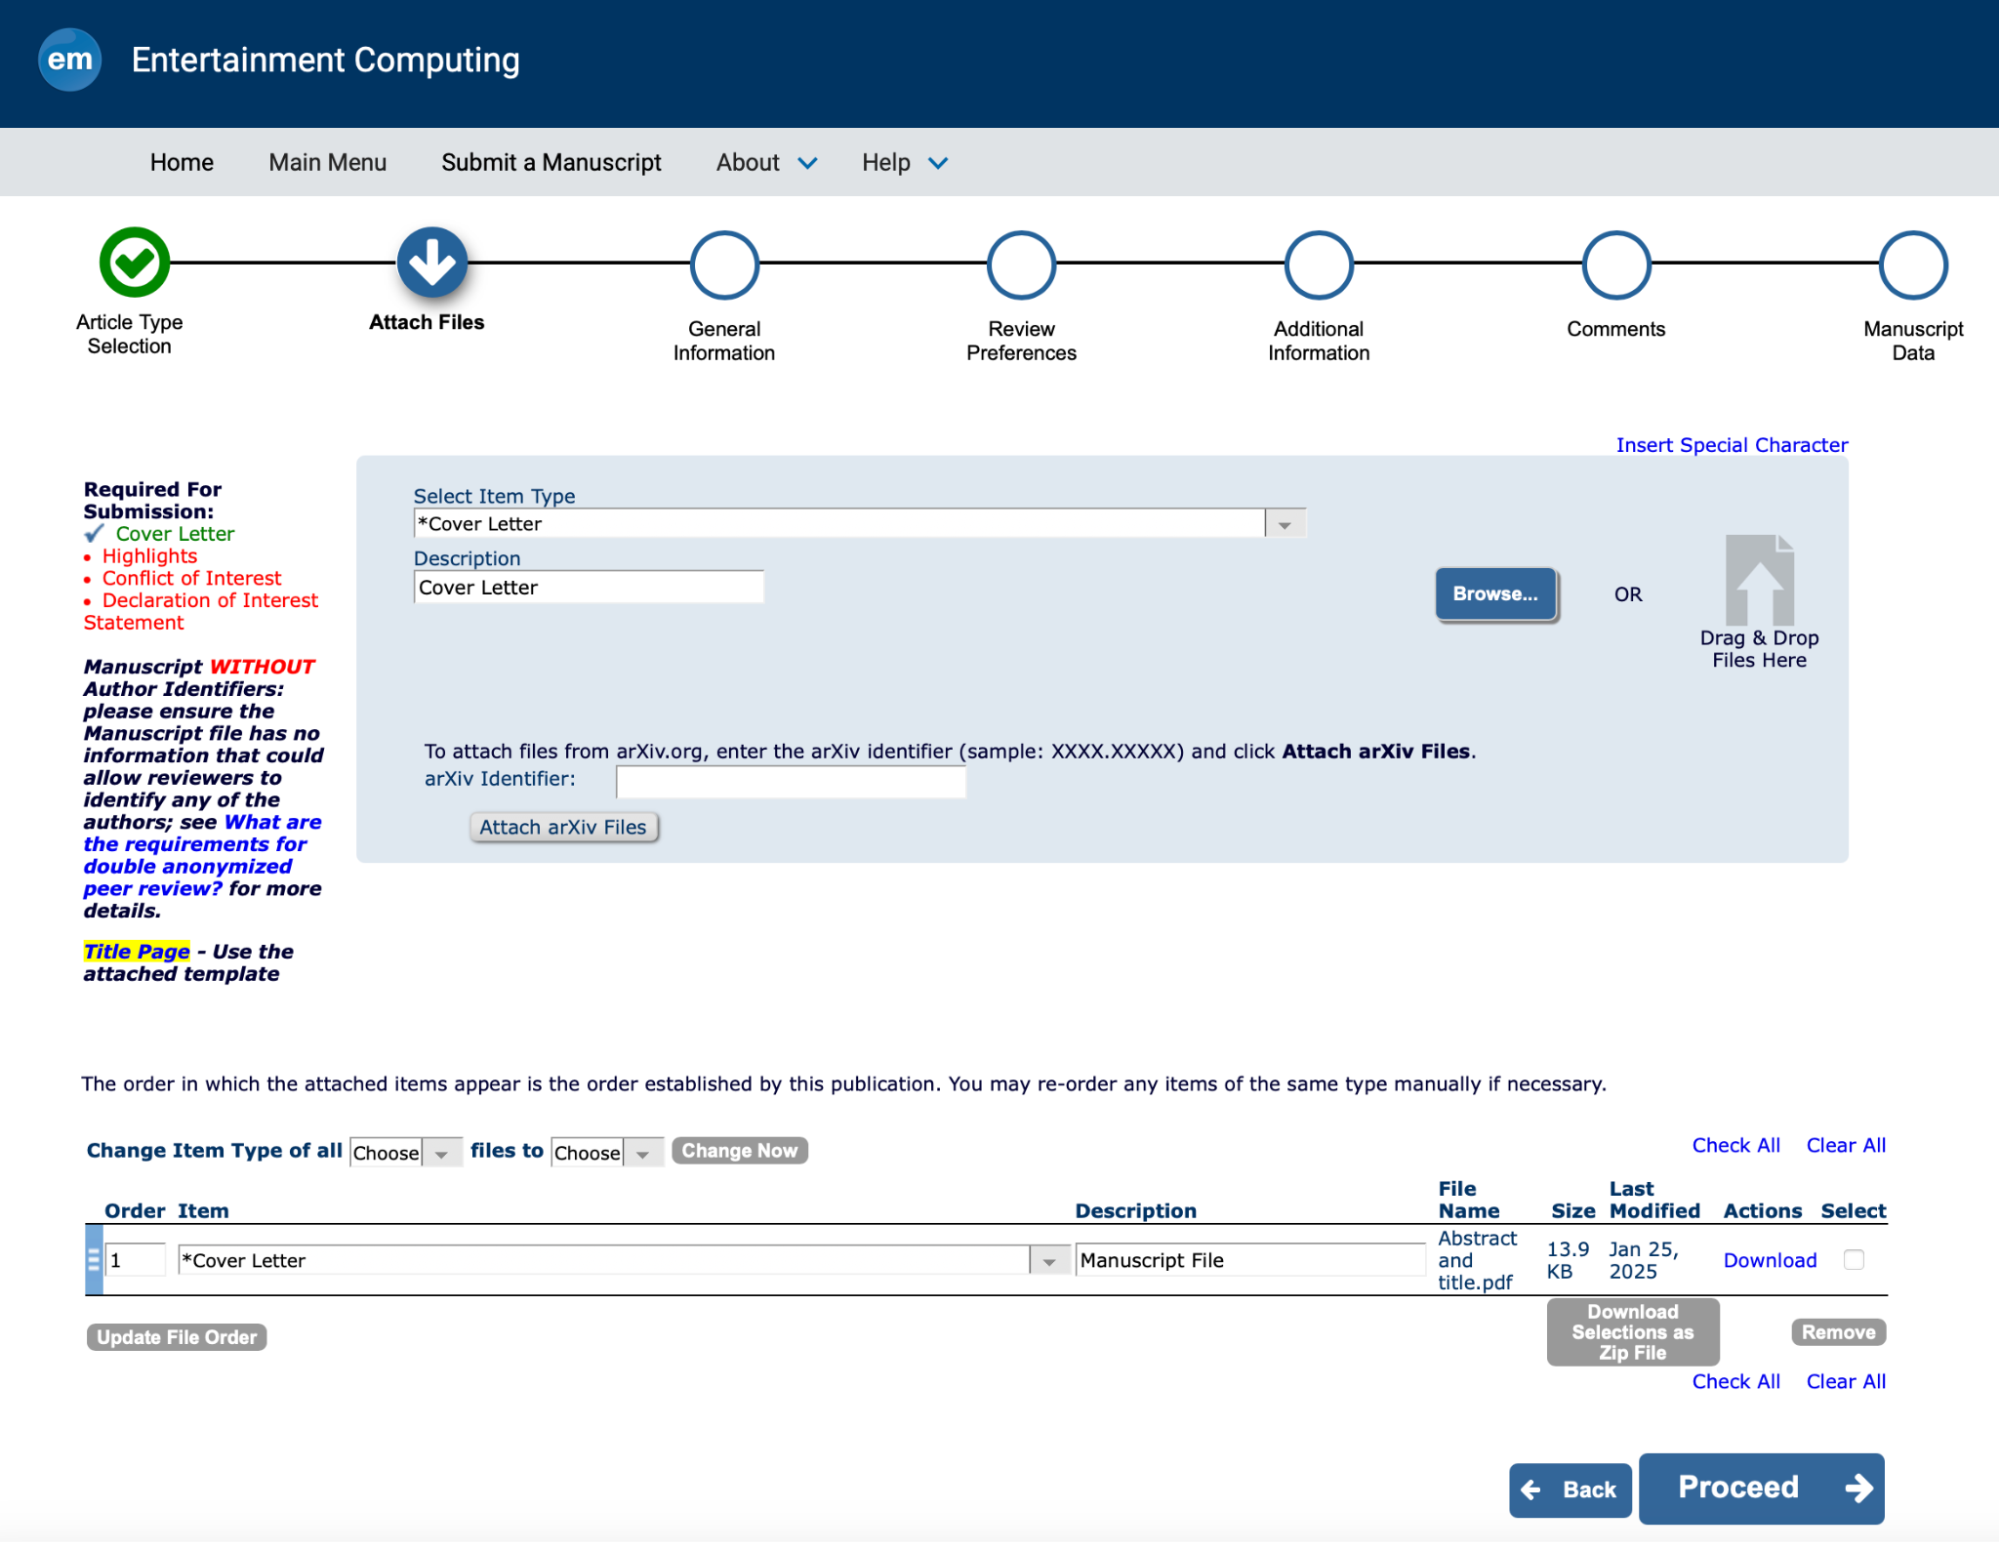 em
Entertainment Computing
Home
Main Menu
Submit a Manuscript
About
Help
Article Type
Selection
Attach Files
General
Information
Review
Preferences
Additional
Information
Comments
Manuscript
Data
Insert Special Character
Required For
Submission:
Cover Letter
• Highlights
• Conflict of Interest
• Declaration of Interest
Statement
Manuscript WITHOUT
Author Identifiers:
please ensure the
Manuscript file has no
information that could
allow reviewers to
identify any of the
authors; see What are
the requirements for
double anonymized
peer review? for more
details.
Title Page - Use the
attached template
Select Item Type
*Cover Letter
Description
Cover Letter
Browse...
OR
Drag & Drop
Files Here
To attach files from arXiv.org, enter the arXiv identifier (sample: XXXX.XXXXX) and click Attach arXiv Files.
arXiv Identifier:
Attach arXiv Files
The order in which the attached items appear is the order established by this publication. You may re-order any items of the same type manually if necessary.
Change Item Type of all Choose files to Choose Change Now
Check All Clear All
Order Item Description File Name Size Last Modified Actions Select
1 *Cover Letter Manuscript File Abstract and title.pdf 13.9 KB Jan 25, 2025 Download
Update File Order
Download
Selections as
Zip File
Remove
Check All Clear All
Back
Proceed